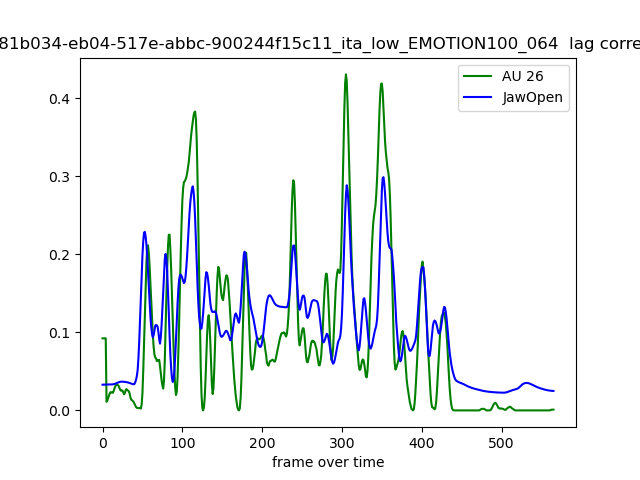 81b034-eb04-517e-abbc-900244f15c11_ita_low_EMOTION100_064 lag corre
AU 26
JawOpen
0.4
0.3
0.2
0.1
0.0
0 100 200 300 400 500
frame over time